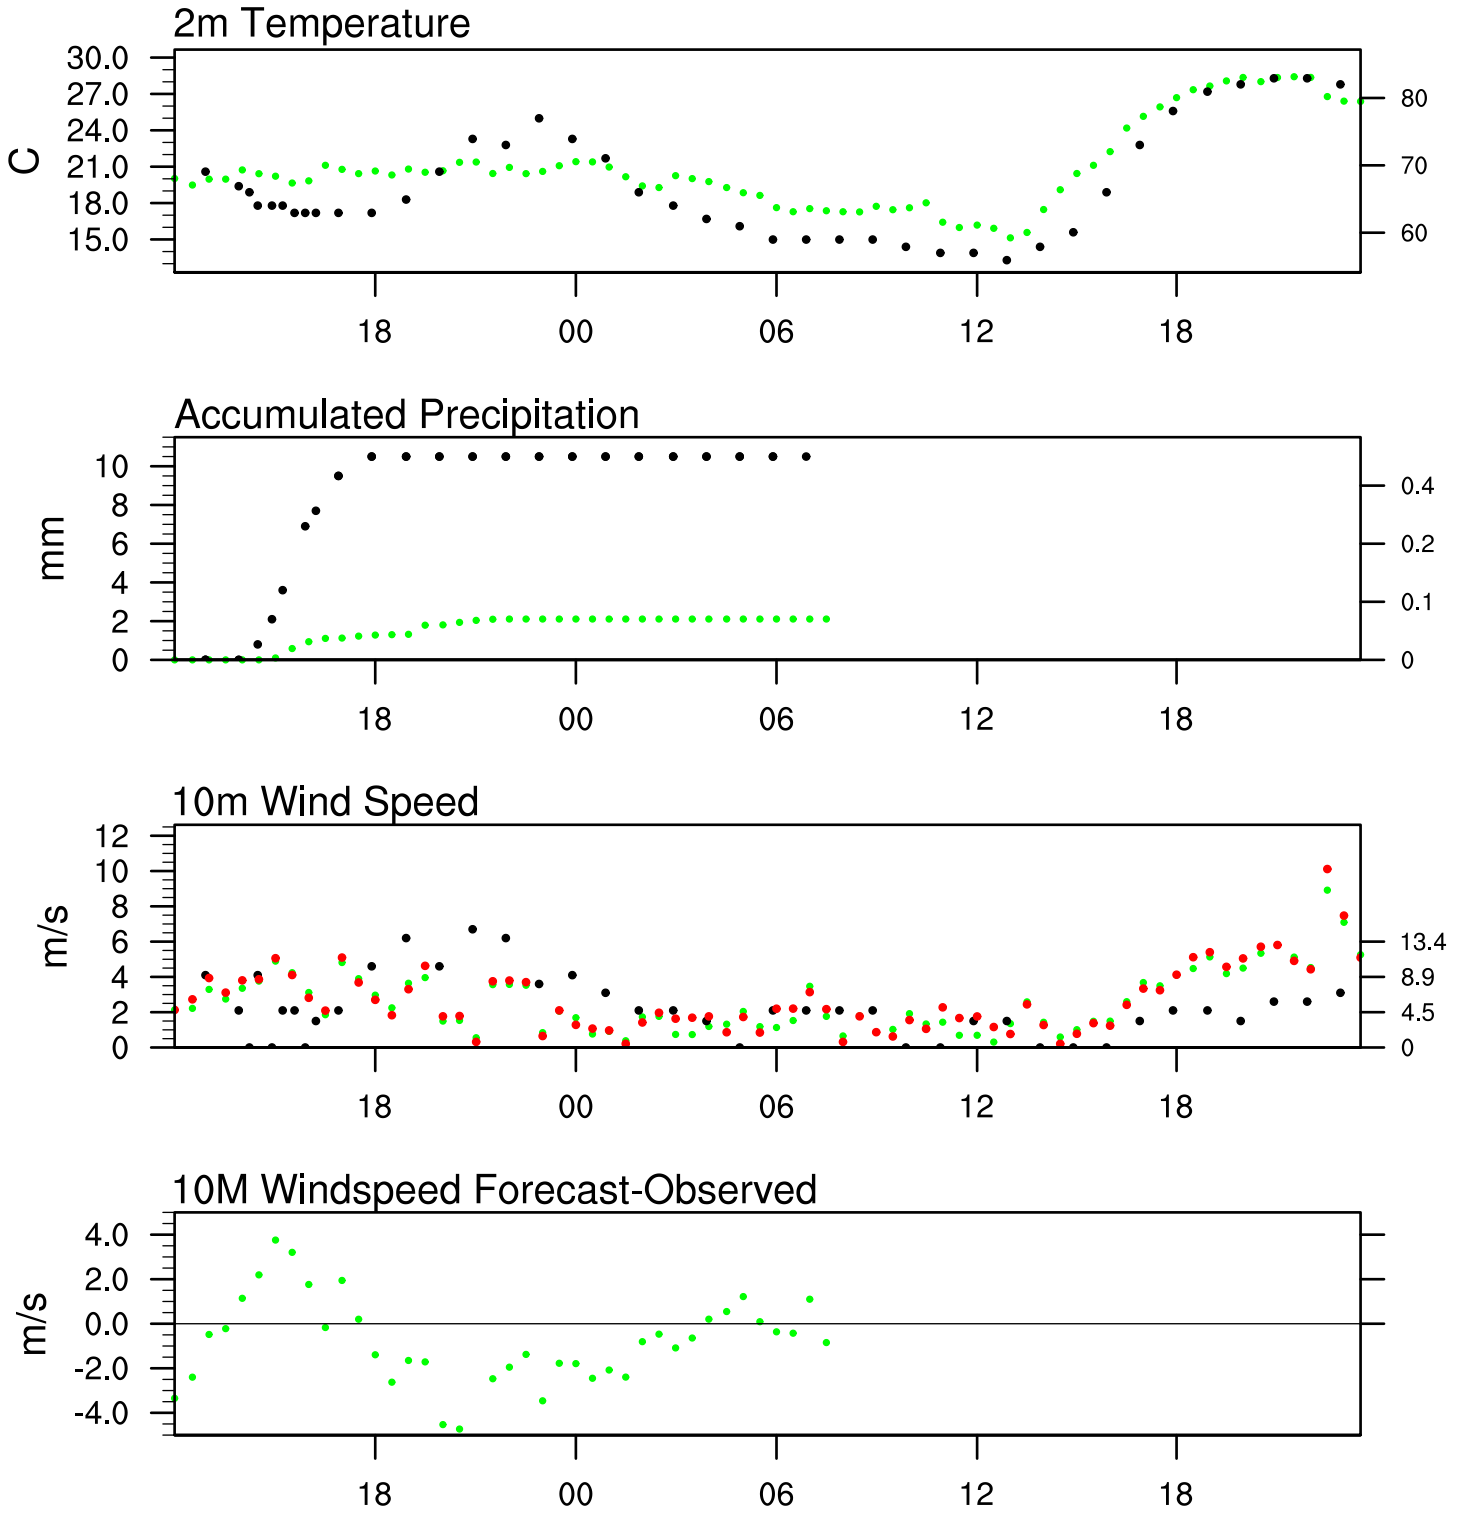 2m Temperature
30.0
27.0
24.0
21.0
18.0
15.0
C
80
70
60
18 00 06 12 18
Accumulated Precipitation
10
8
6
4
2
0
mm
0.4
0.2
0.1
0
18 00 06 12 18
10m Wind Speed
12
10
8
6
4
2
0
m/s
13.4
8.9
4.5
0
18 00 06 12 18
10M Windspeed Forecast-Observed
4.0
2.0
0.0
-2.0
-4.0
m/s
18 00 06 12 18